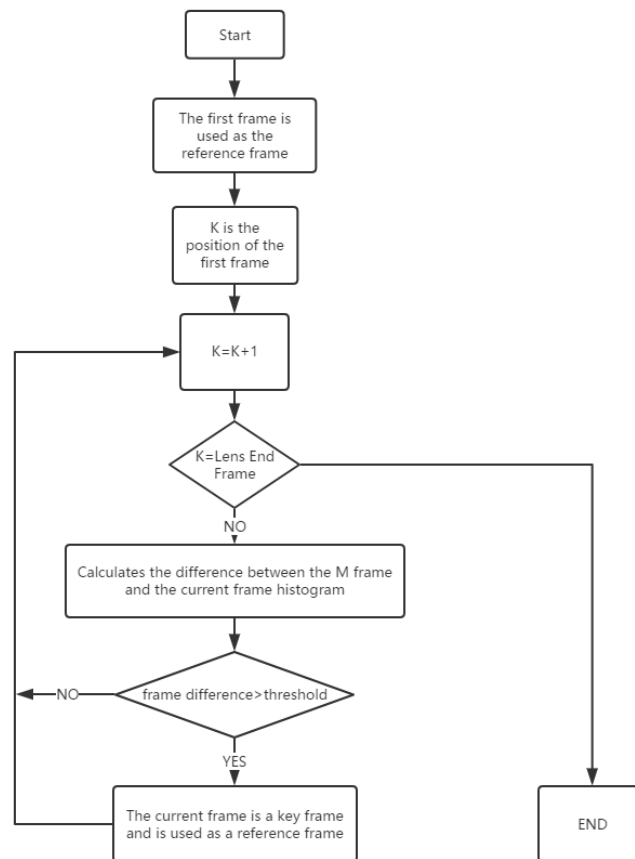 Start
The first frame is
used as the
reference frame
K is the
position of the
first frame
K=K+1
K=Lens End
Frame
NO
Calculates the difference between the M frame
and the current frame histogram
frame difference>threshold
NO
YES
The current frame is a key frame
and is used as a reference frame
END